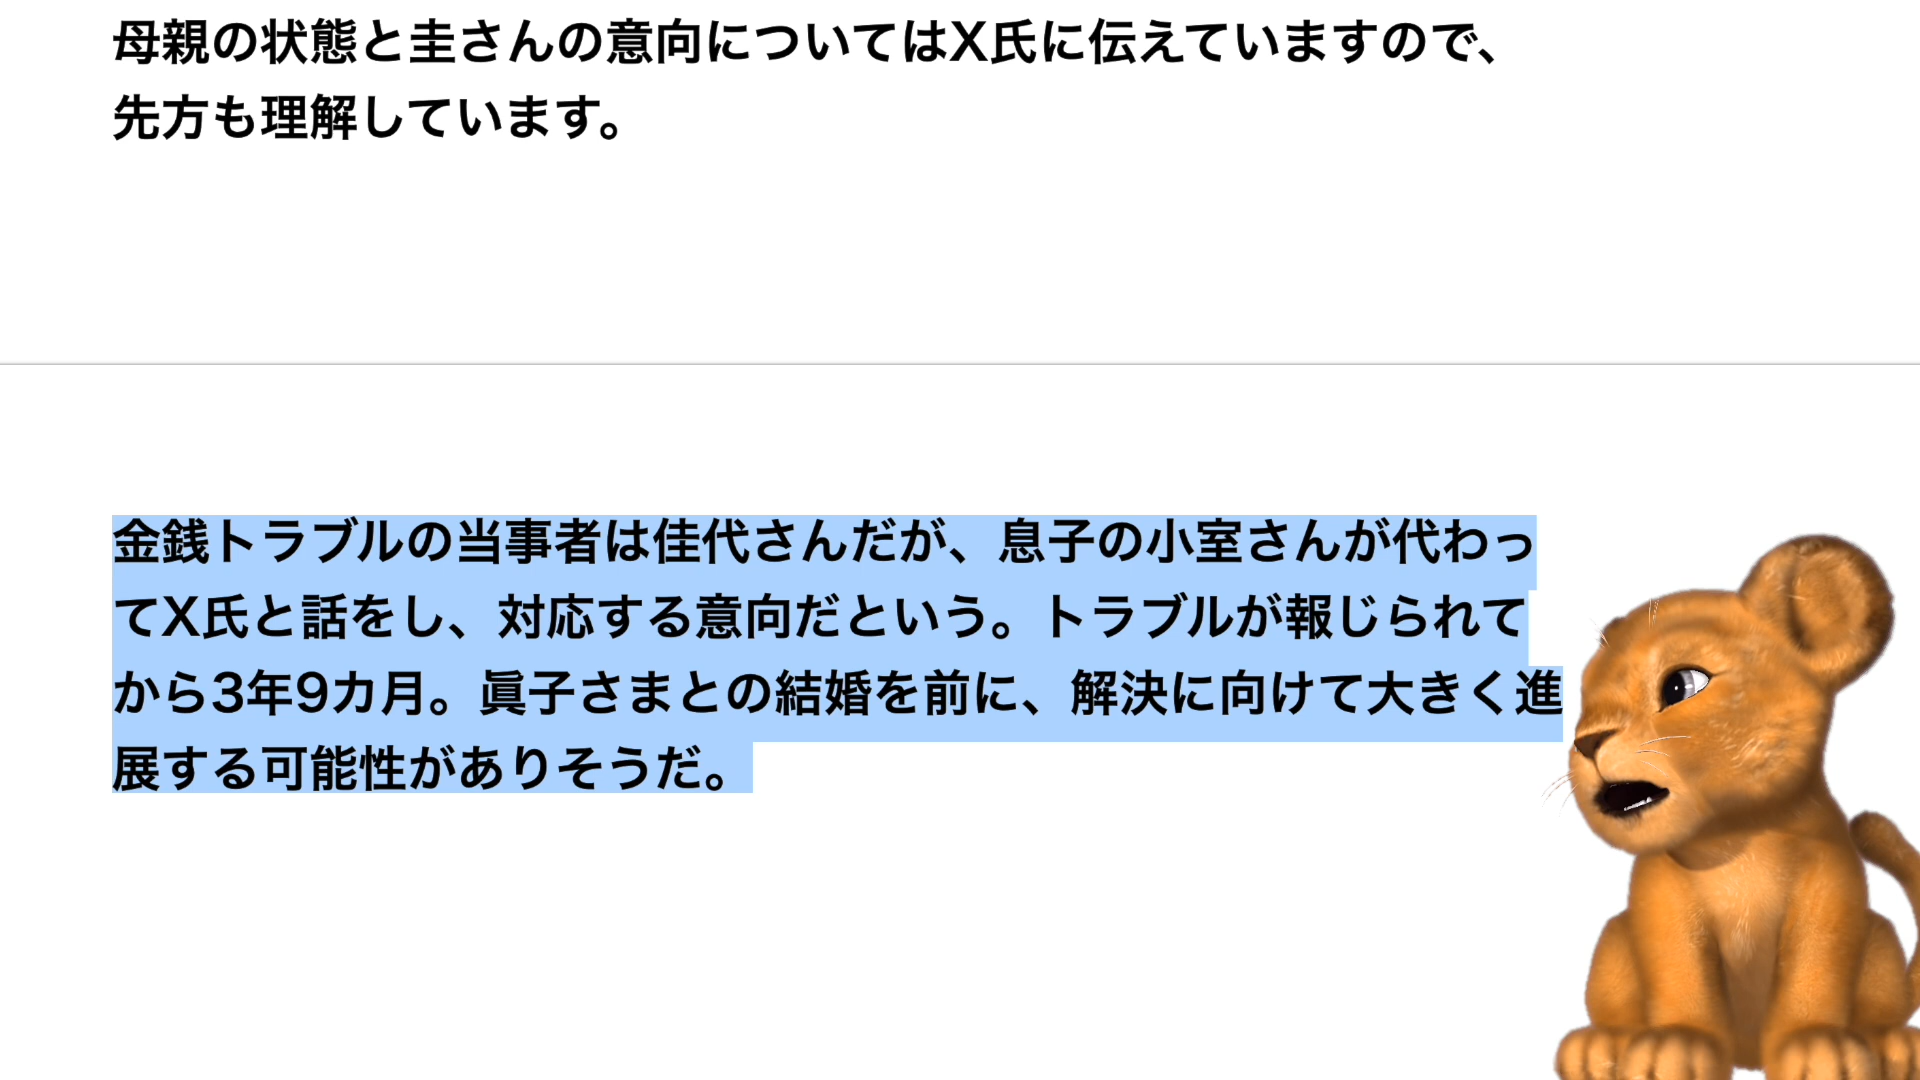 母親の状態と圭さんの意向についてはX氏に伝えていますので、
先方も理解しています。
金銭トラブルの当事者は佳代さんだが、息子の小室さんが代わっ
てX氏と話をし、対応する意向だという。トラブルが報じられて
から3年9カ月。眞子さまとの結婚を前に、解決に向けて大きく進
展する可能性がありそうだ。